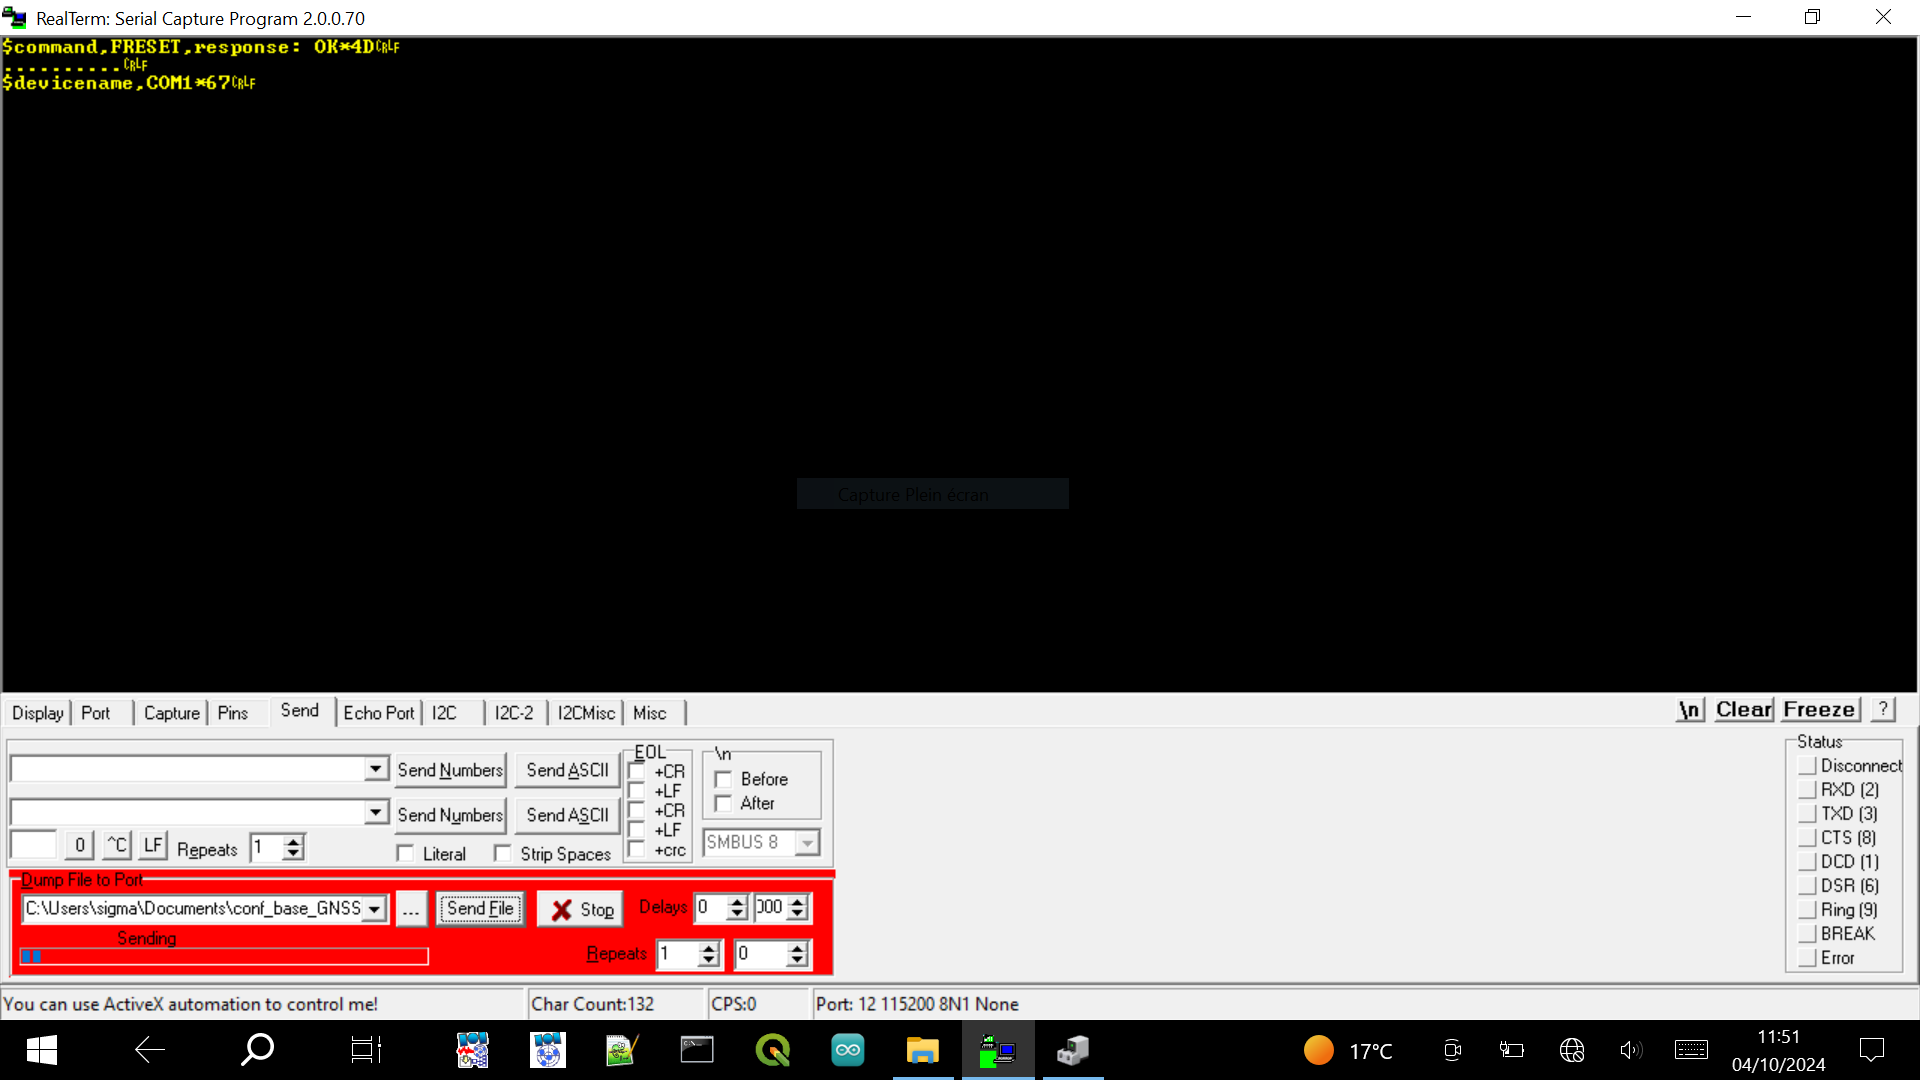 RealTerm: Serial Capture Program 2.0.0.70
$command,FRESET,response: OK*4DCRLF
..........CRLF
$devicename,COM1*67CRLF
Capture Plein écran
Display Port Capture Pins Send Echo Port I2C I2C-2 I2CMisc Misc \n Clear Freeze ?
Send Numbers Send ASCII
Send Numbers Send ASCII
0 ^C LF Repeats 1
Literal Strip Spaces
EOL
+CR
+LF
+CR
+LF
+crc
\n
Before
After
SMBUS 8
Dump File to Port
C:\Users\sigma\Documents\conf_base_GNSS ... Send File Stop Delays 0 000
Sending
Repeats 1 0
Status
Disconnect
RXD (2)
TXD (3)
CTS (8)
DCD (1)
DSR (6)
Ring (9)
BREAK
Error
You can use ActiveX automation to control me! Char Count:132 CPS:0 Port: 12 115200 8N1 None
17°C
11:51
04/10/2024